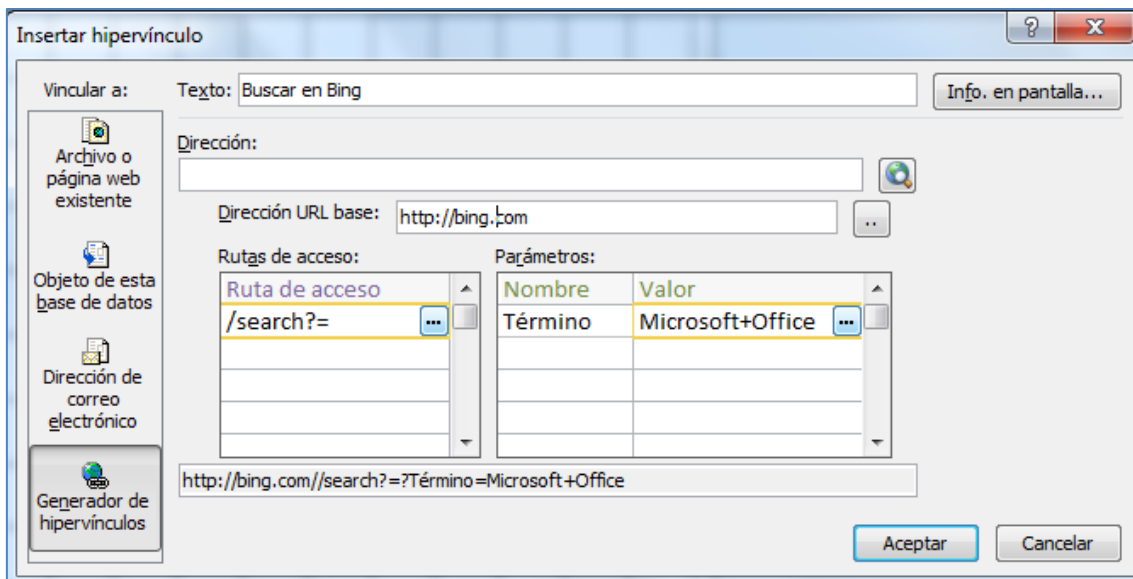 Insertar hipervínculo
Vincular a:
Texto: Buscar en Bing
Info. en pantalla...
Archivo o
página web
existente
Objeto de esta
base de datos
Dirección de
correo
electrónico
Generador de
hipervínculos
Dirección:
Dirección URL base: http://bing.com
..
Rutas de acceso:
Ruta de acceso
/search?=
...
Parámetros:
Nombre Valor
Término Microsoft+Office ...
http://bing.com//search?=?Término=Microsoft+Office
Aceptar Cancelar